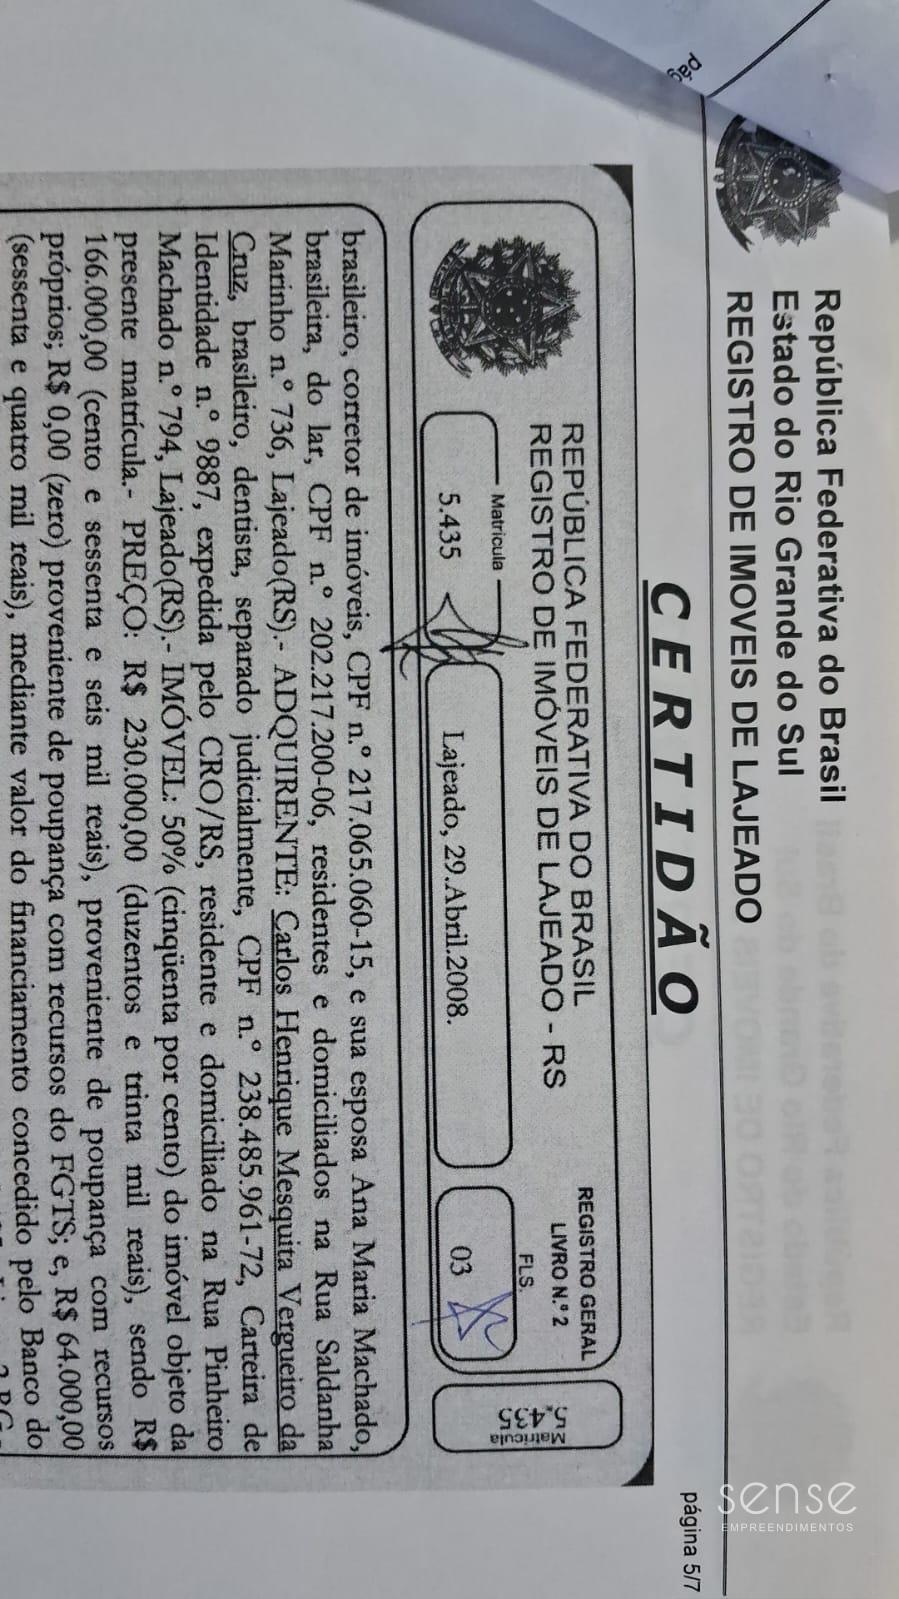 República Federativa do Brasil
Estado do Rio Grande do Sul
REGISTRO DE IMOVEIS DE LAJEADO
CERTIDÃO
página 5/7
REPÚBLICA FEDERATIVA DO BRASIL
REGISTRO DE IMÓVEIS DE LAJEADO - RS
REGISTRO GERAL
LIVRO N.º 2
Matrícula
5.435
Lajeado, 29.Abril.2008.
FLS.
03
Matrícula
5.435
brasileiro, corretor de imóveis, CPF n.º 217.065.060-15, e sua esposa Ana Maria Machado,
brasileira, do lar, CPF n.º 202.217.200-06, residentes e domiciliados na Rua Saldanha
Marinho n.º 736, Lajeado(RS).- ADQUIRENTE: Carlos Henrique Mesquita Vergueiro da
Cruz, brasileiro, dentista, separado judicialmente, CPF n.º 238.485.961-72, Carteira de
Identidade n.º 9887, expedida pelo CRO/RS, residente e domiciliado na Rua Pinheiro
Machado n.º 794, Lajeado(RS).- IMÓVEL: 50% (cinqüenta por cento) do imóvel objeto da
presente matrícula.- PREÇO: R$ 230.000,00 (duzentos e trinta mil reais), sendo R$
166.000,00 (cento e sessenta e seis mil reais), proveniente de poupança com recursos
próprios; R$ 0,00 (zero) proveniente de poupança com recursos do FGTS; e, R$ 64.000,00
(sessenta e quatro mil reais), mediante valor do financiamento concedido pelo Banco do
sense
EMPREENDIMENTOS